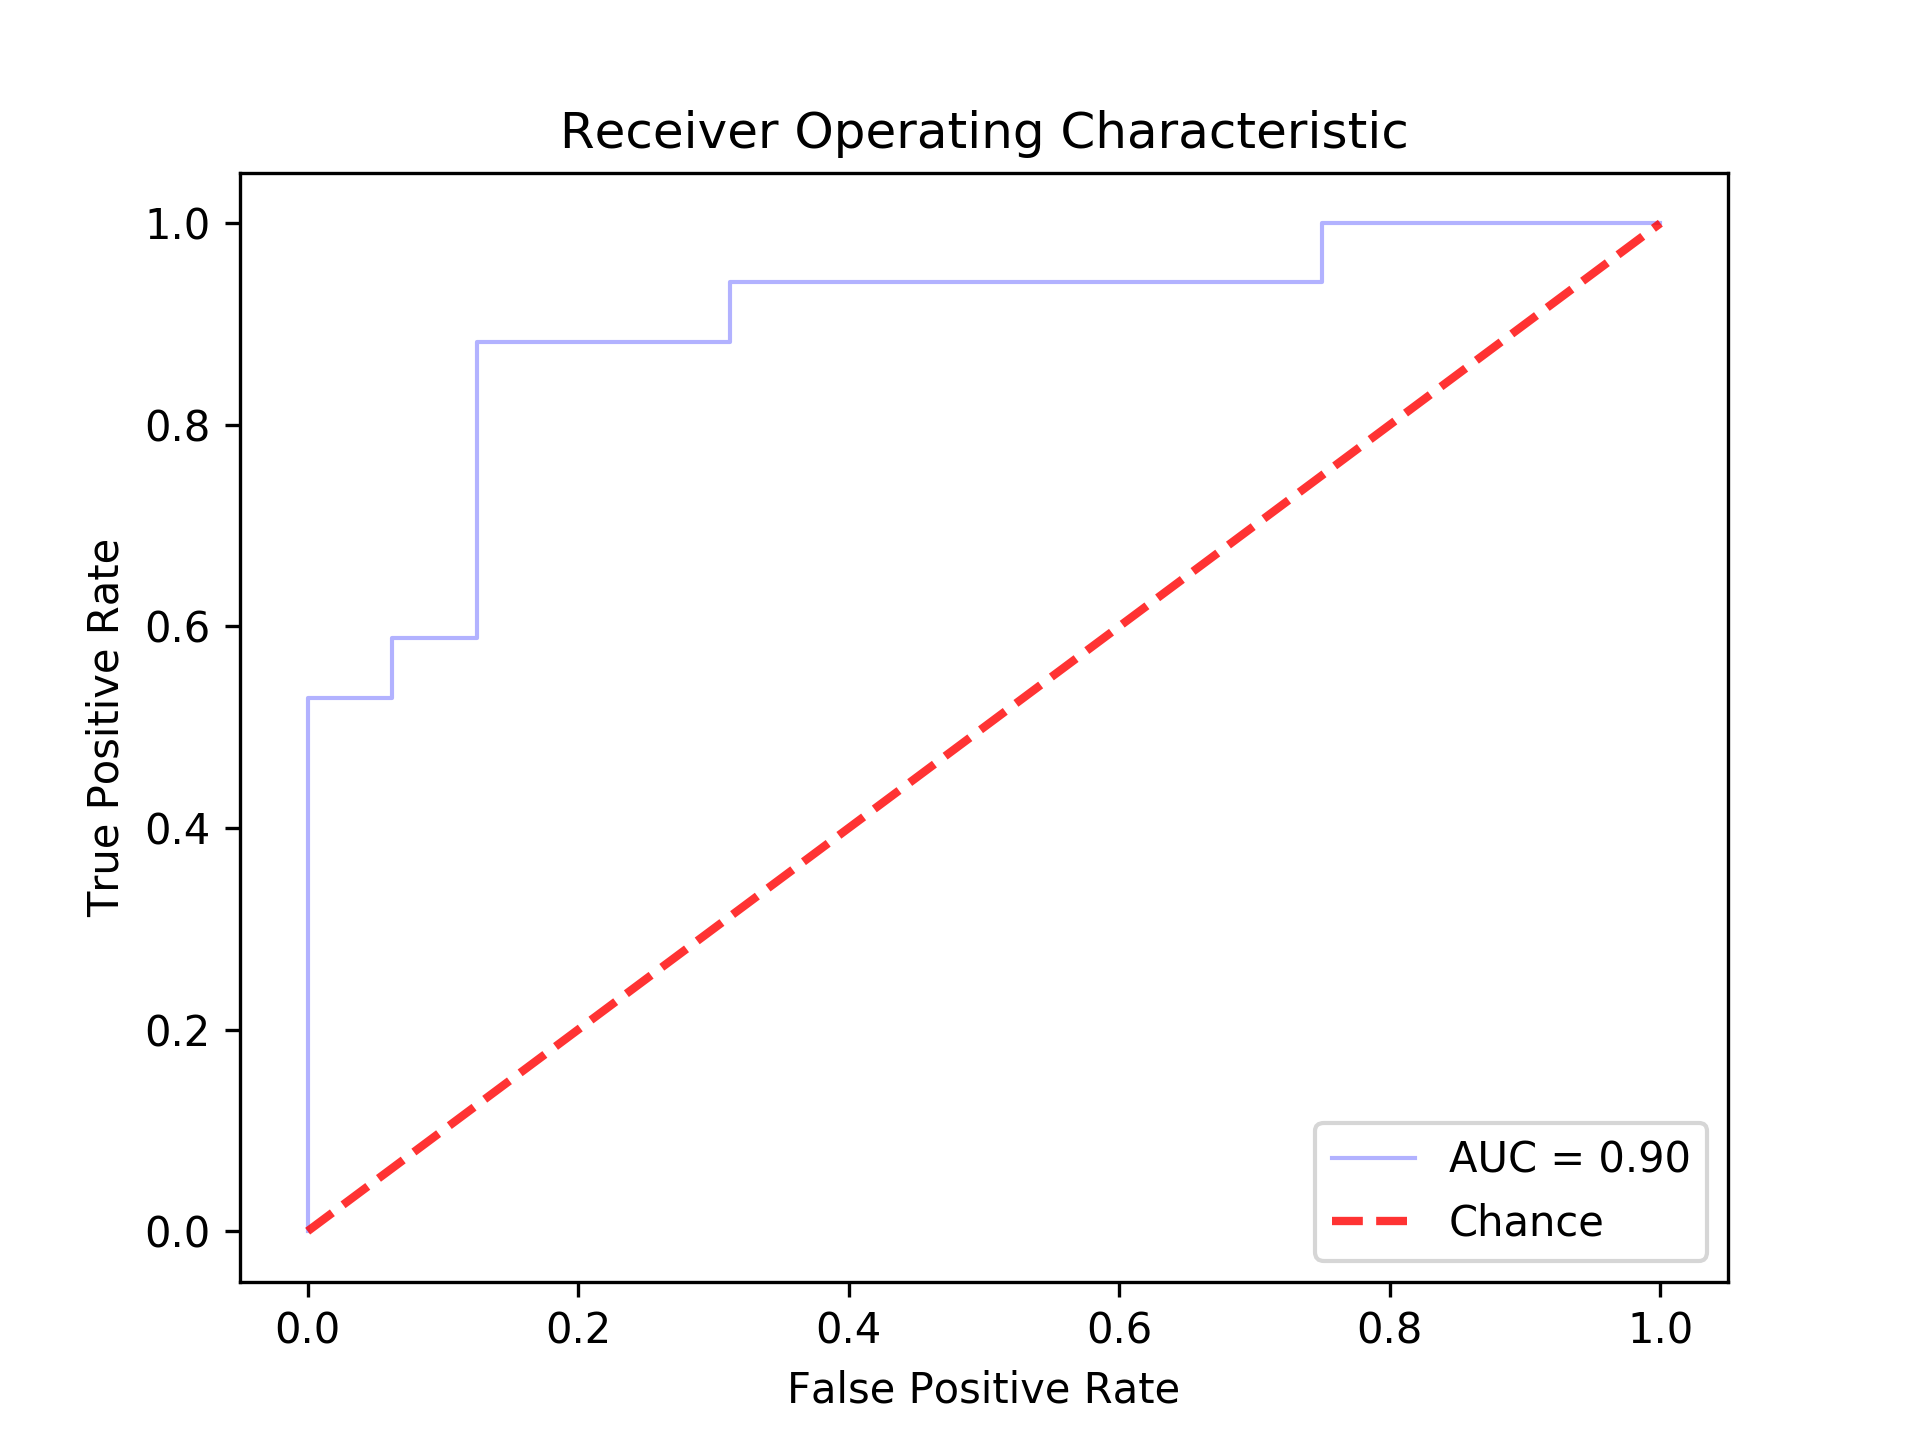 Receiver Operating Characteristic
True Positive Rate
1.0
0.8
0.6
0.4
0.2
0.0
0.0 0.2 0.4 0.6 0.8 1.0
False Positive Rate
AUC = 0.90
Chance